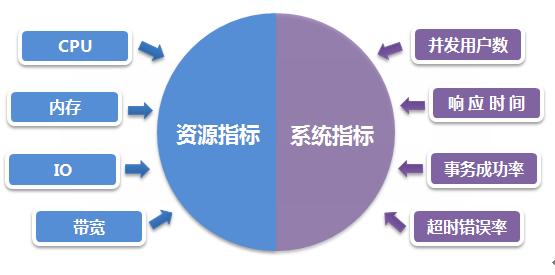 CPU
内存
IO
带宽
资源指标
系统指标
并发用户数
响应时间
事务成功率
超时错误率